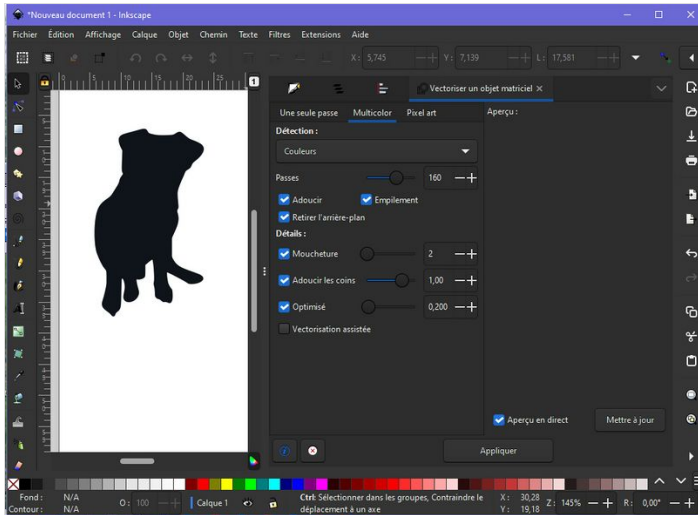 *Nouveau document 1 - Inkscape
Fichier Édition Affichage Calque Objet Chemin Texte Filtres Extensions Aide
X: 5,745 Y: 7,139 L: 17,581
Vectoriser un objet matriciel
Une seule passe Multicolor Pixel art Aperçu :
Détection :
Couleurs
Passes 160
Adoucir Empilement
Retirer l'arrière-plan
Détails :
Moucheture 2
Adoucir les coins 1,00
Optimisé 0,200
Vectorisation assistée
Aperçu en direct Mettre à jour
Appliquer
Fond : N/A
Contour : N/A
O : 100 Calque 1
Ctrl: Sélectionner dans les groupes, Contraindre le déplacement à un axe
X : 30,28
Y : 19,18
Z : 145% R : 0,00°